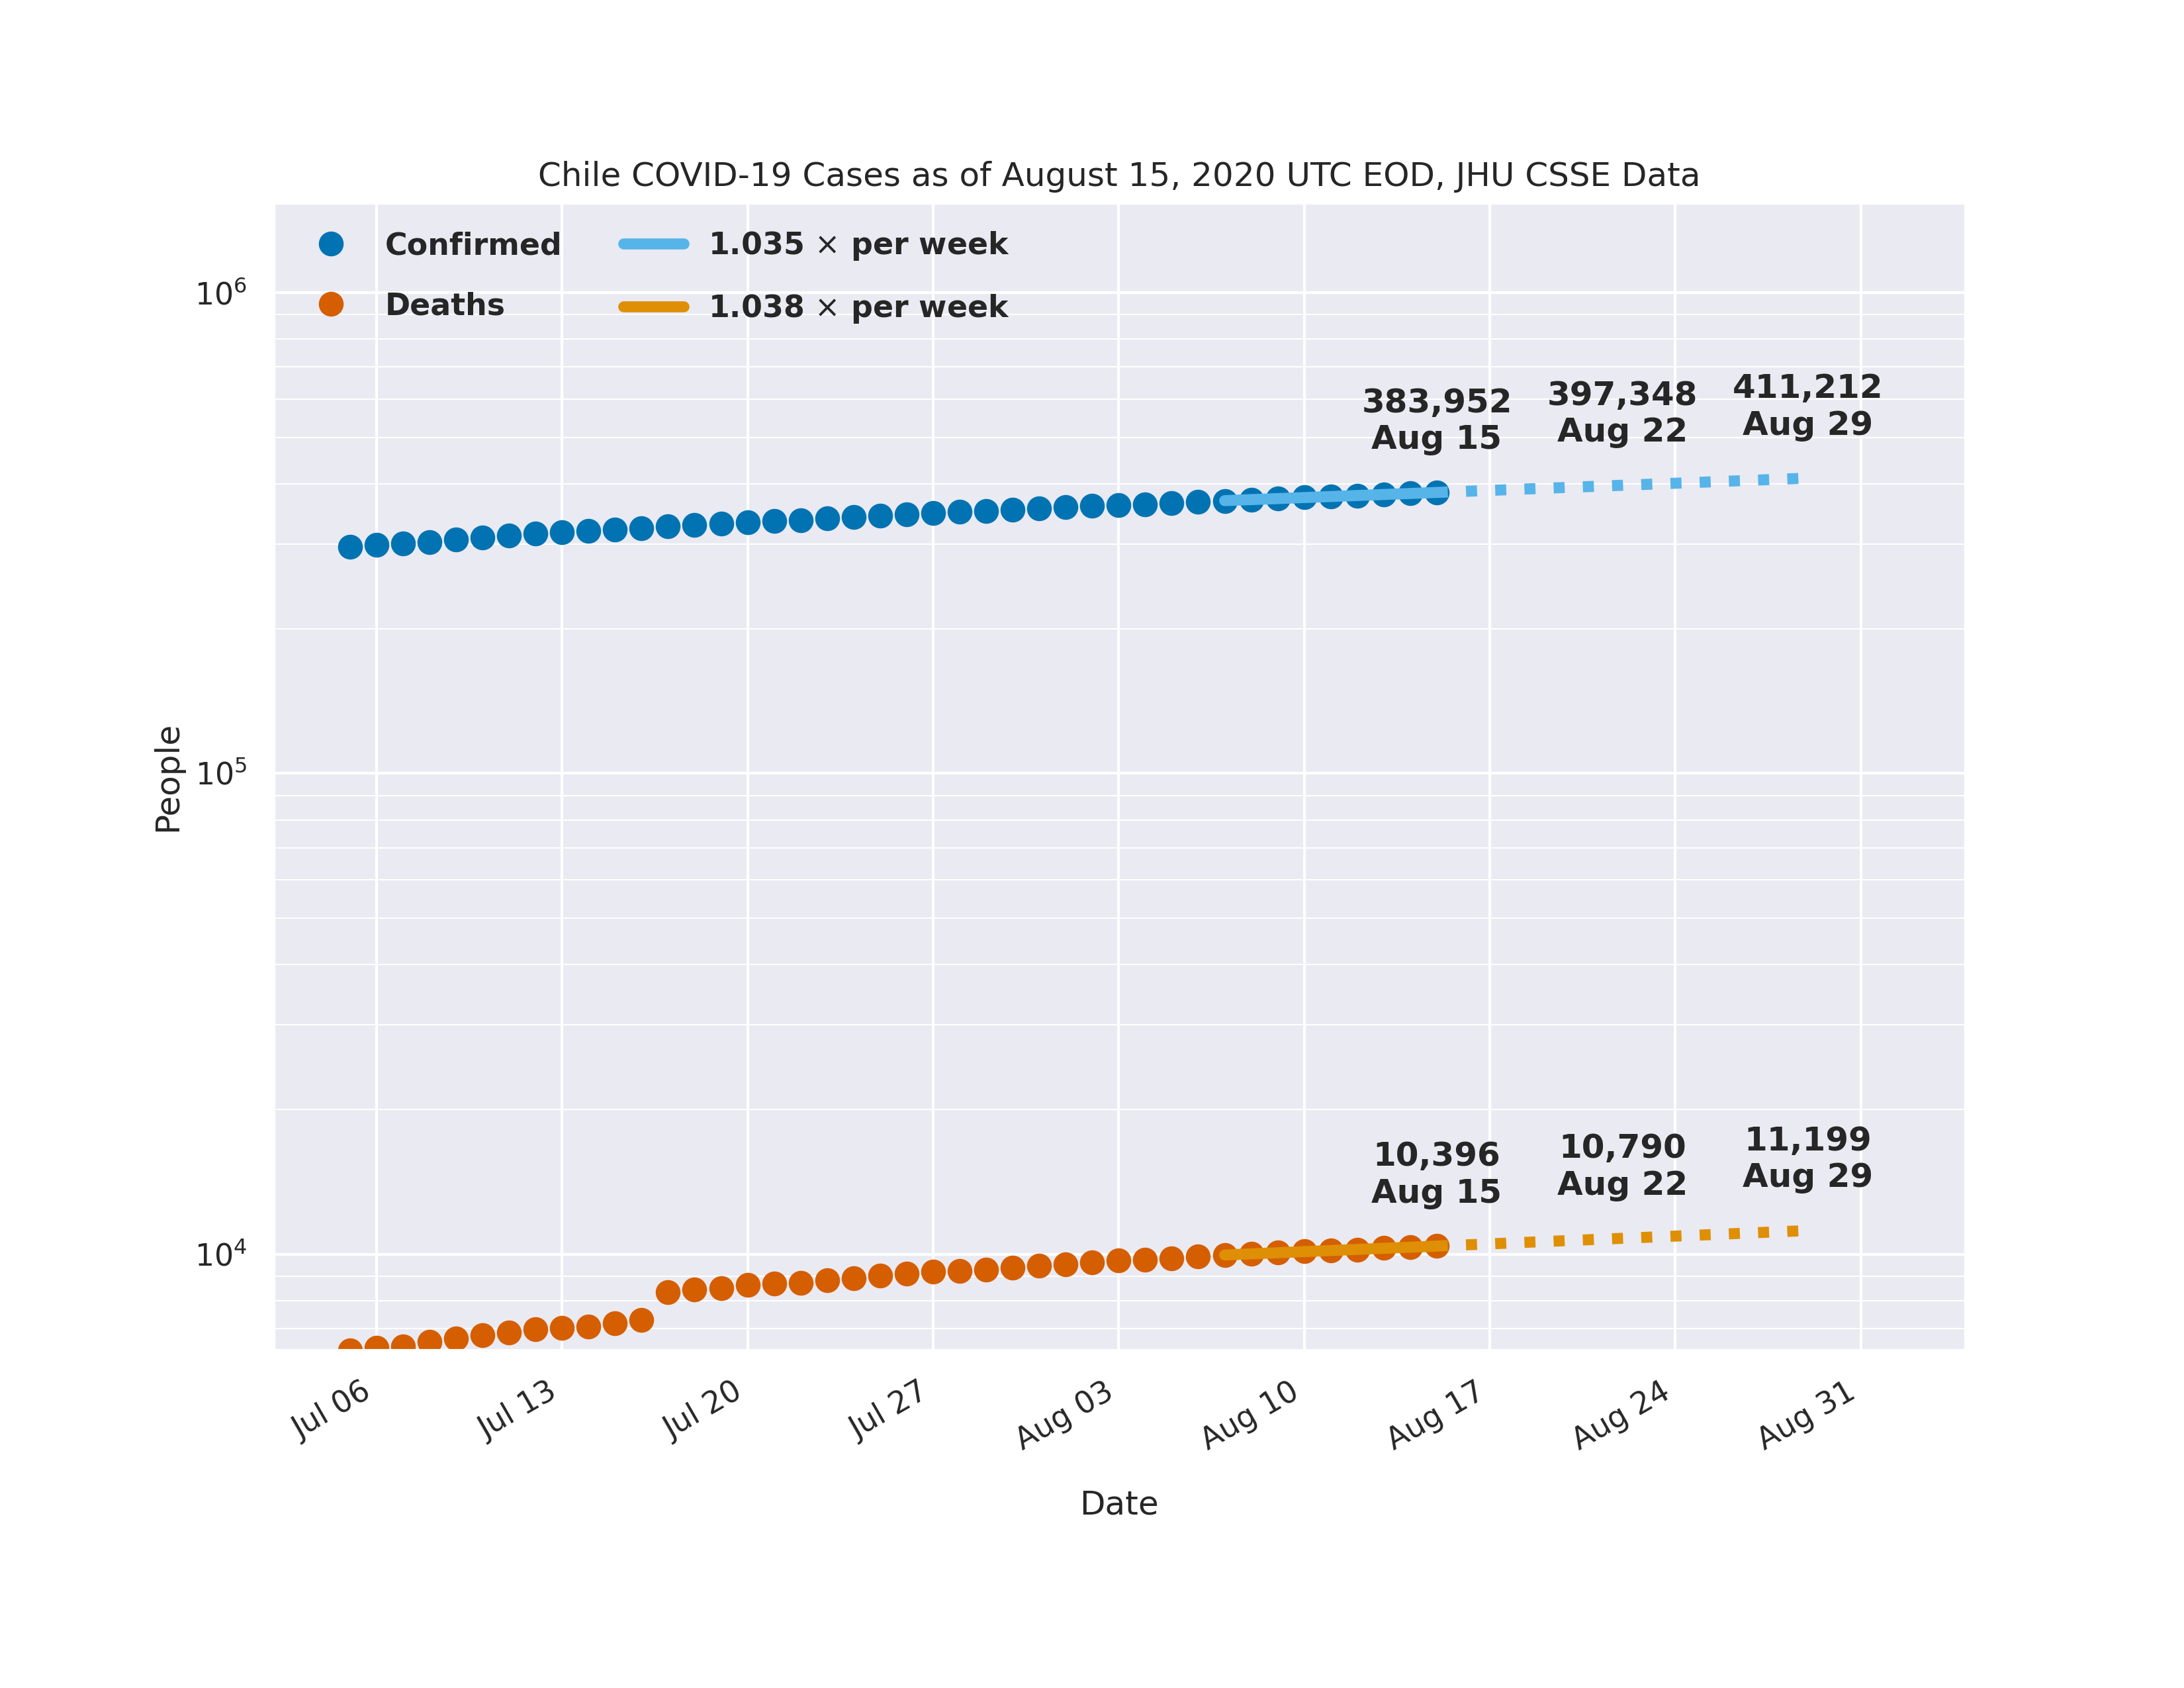 Chile COVID-19 Cases as of August 15, 2020 UTC EOD, JHU CSSE Data
Confirmed
Deaths
1.035 × per week
1.038 × per week
10⁶
10⁵
10⁴
People
383,952
Aug 15
397,348
Aug 22
411,212
Aug 29
10,396
Aug 15
10,790
Aug 22
11,199
Aug 29
Jul 06
Jul 13
Jul 20
Jul 27
Aug 03
Aug 10
Aug 17
Aug 24
Aug 31
Date